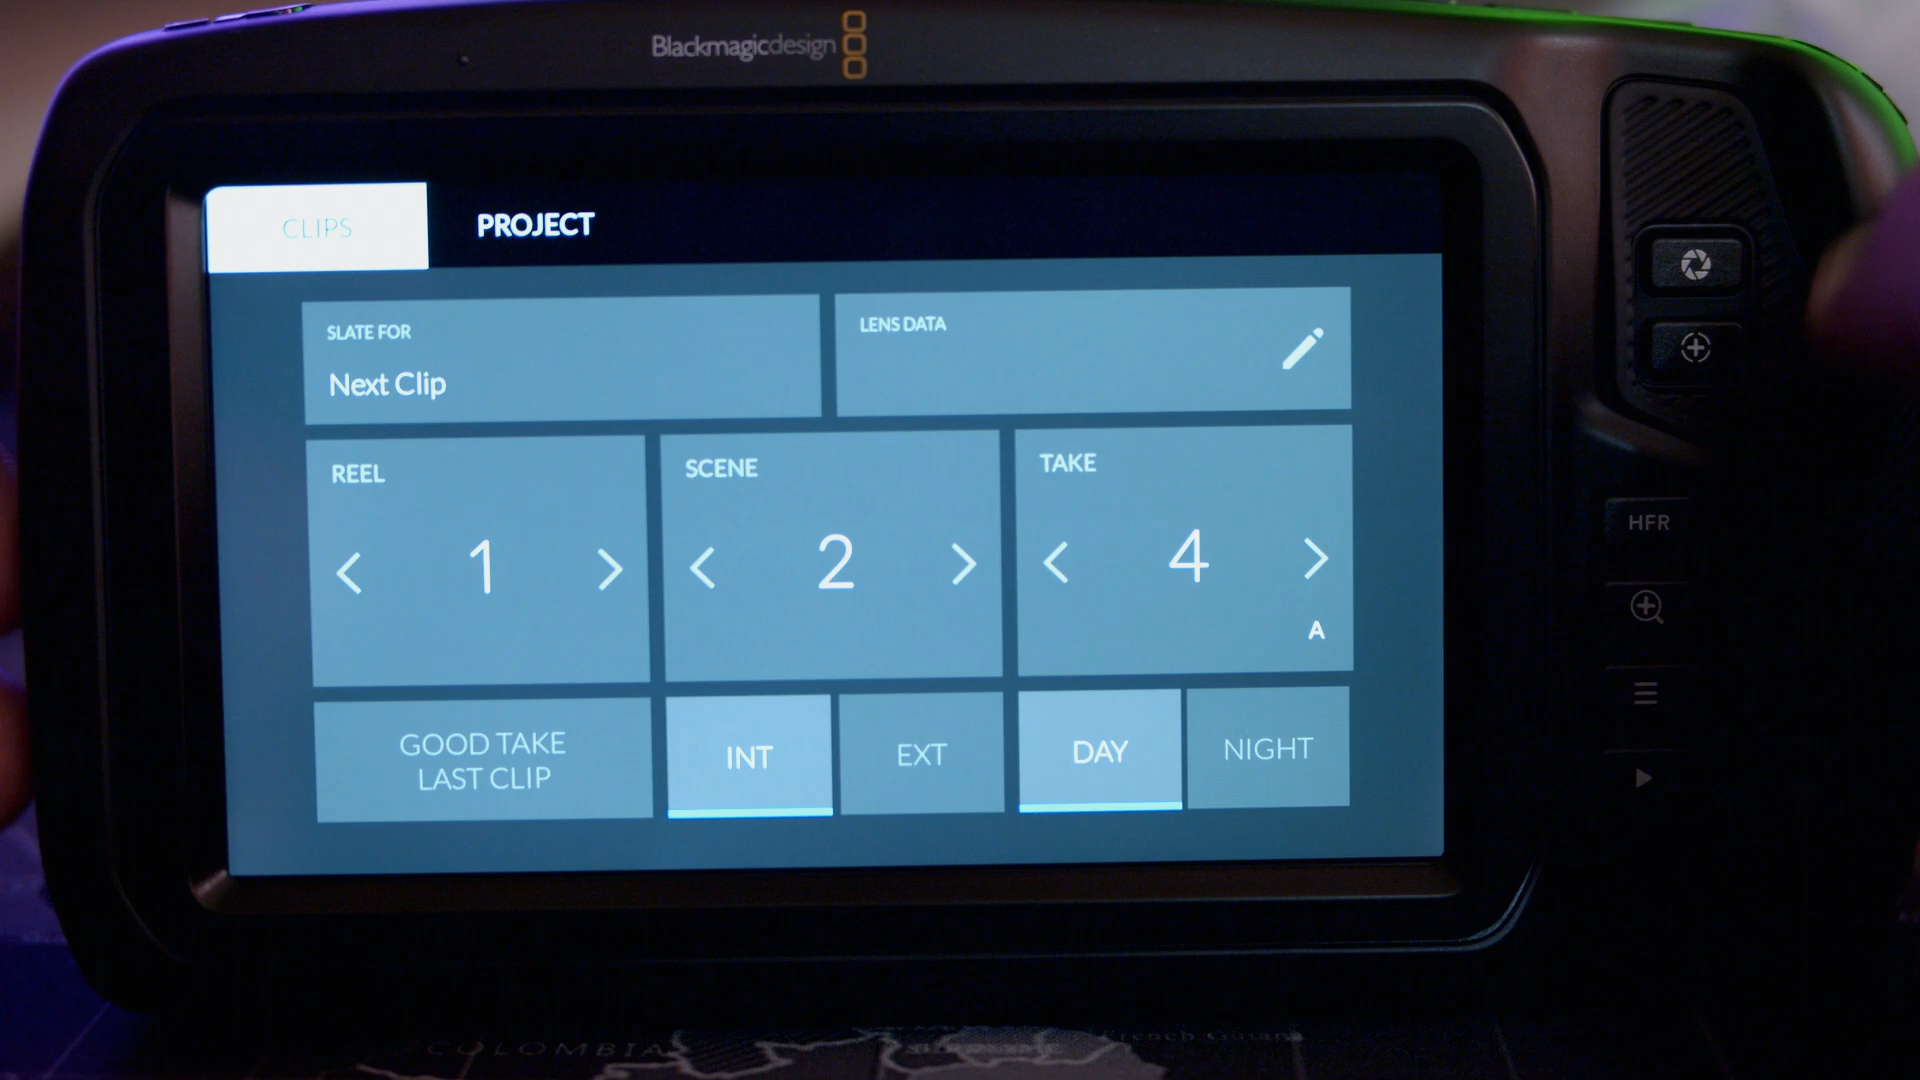 Blackmagicdesign
CLIPS
PROJECT
SLATE FOR
Next Clip
LENS DATA
REEL
SCENE
TAKE
1
2
4
A
GOOD TAKE
LAST CLIP
INT
EXT
DAY
NIGHT
HFR
COLOMBIA
French Guiana